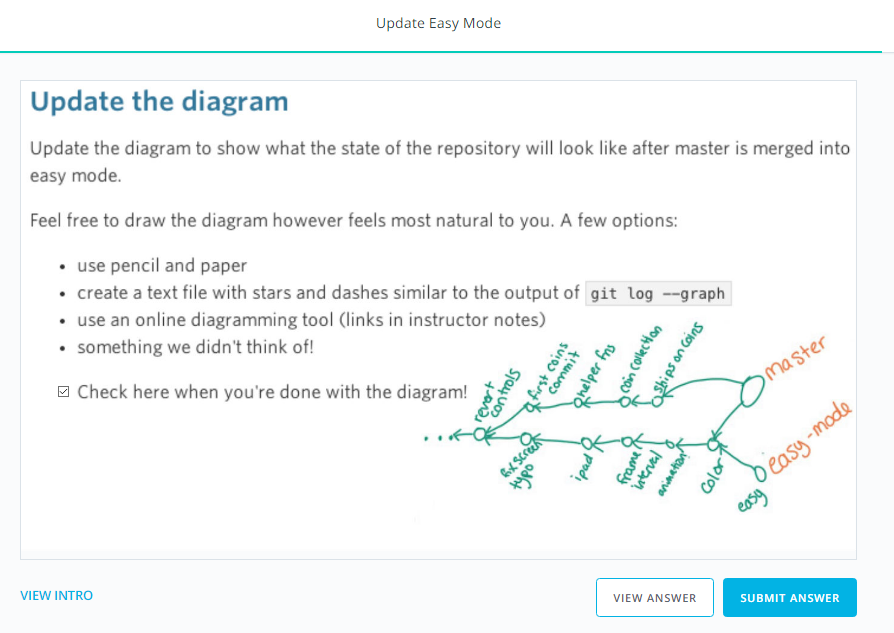 Update Easy Mode
Update the diagram
Update the diagram to show what the state of the repository will look like after master is merged into
easy mode.
Feel free to draw the diagram however feels most natural to you. A few options:
• use pencil and paper
• create a text file with stars and dashes similar to the output of git log --graph
• use an online diagramming tool (links in instructor notes)
• something we didn't think of!
Check here when you're done with the diagram!
revert
controls
first coins
commit
helper fns
coin collection
ships on coins
master
fix screen
typo
ipad
frame
interval
animation
color
easy
easy-mode
VIEW INTRO
VIEW ANSWER
SUBMIT ANSWER